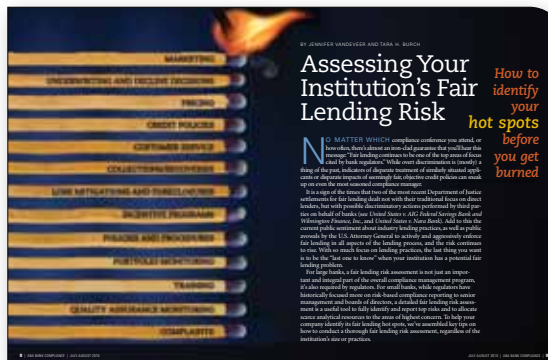 MARKETING
UNDERWRITING AND DECLINE DECISIONS
PRICING
CREDIT POLICIES
CUSTOMER SERVICE
COLLECTIONS/RECOVERY
LOSS MITIGATIONS AND FORECLOSURES
INCENTIVE PROGRAMS
PORTFOLIO MONITORING
TRAINING
QUALITY ASSURANCE MONITORING
COMPLAINTS
8 | ABA BANK COMPLIANCE | JULY-AUGUST 2010
BY JENNIFER VANDEVEER AND TARA H. BURCH
Assessing Your
Institution's Fair
Lending Risk
How to
identify
your
hot spots
before
you get
burned
NO MATTER WHICH compliance conference you attend, or
how often, there's almost an iron-clad guarantee that you'll hear this
message: "Fair lending continues to be one of the top areas of focus
cited by bank regulators." While overt discrimination is (mostly) a
thing of the past, indicators of disparate treatment of similarly situated appli-
cants or disparate impacts of seemingly fair, objective credit policies can sneak
up on even the most seasoned compliance manager.
It is a sign of the times that two of the most recent Department of Justice
settlements for fair lending dealt not with their traditional focus on direct
lenders, but with possible discriminatory actions performed by third par-
ties on behalf of banks (see United States v. AIG Federal Savings Bank and
Wilmington Finance, Inc., and United States v. Nara Bank). Add to this the
current public sentiment about industry lending practices, as well as public
avowals by the U.S. Attorney General to actively and aggressively enforce
fair lending in all aspects of the lending process, and the risk continues
to rise. With so much focus on lending practices, the last thing you want
is to be the "last one to know" when your institution has a potential fair
lending problem.
For large banks, a fair lending risk assessment is not just an impor-
tant and integral part of the overall compliance management program,
it's also required by regulators. For small banks, while regulators have
historically focused more on risk-based compliance reporting to senior
management and boards of directors, a detailed fair lending risk assess-
ment is a useful tool to fully identify and report top risks and to allocate
scarce analytical resources to the areas of highest concern. To help your
company identify its fair lending hot spots, we've assembled key tips on
how to conduct a thorough fair lending risk assessment, regardless of the
institution's size or practices.
JULY-AUGUST 2010 | ABA BANK COMPLIANCE |